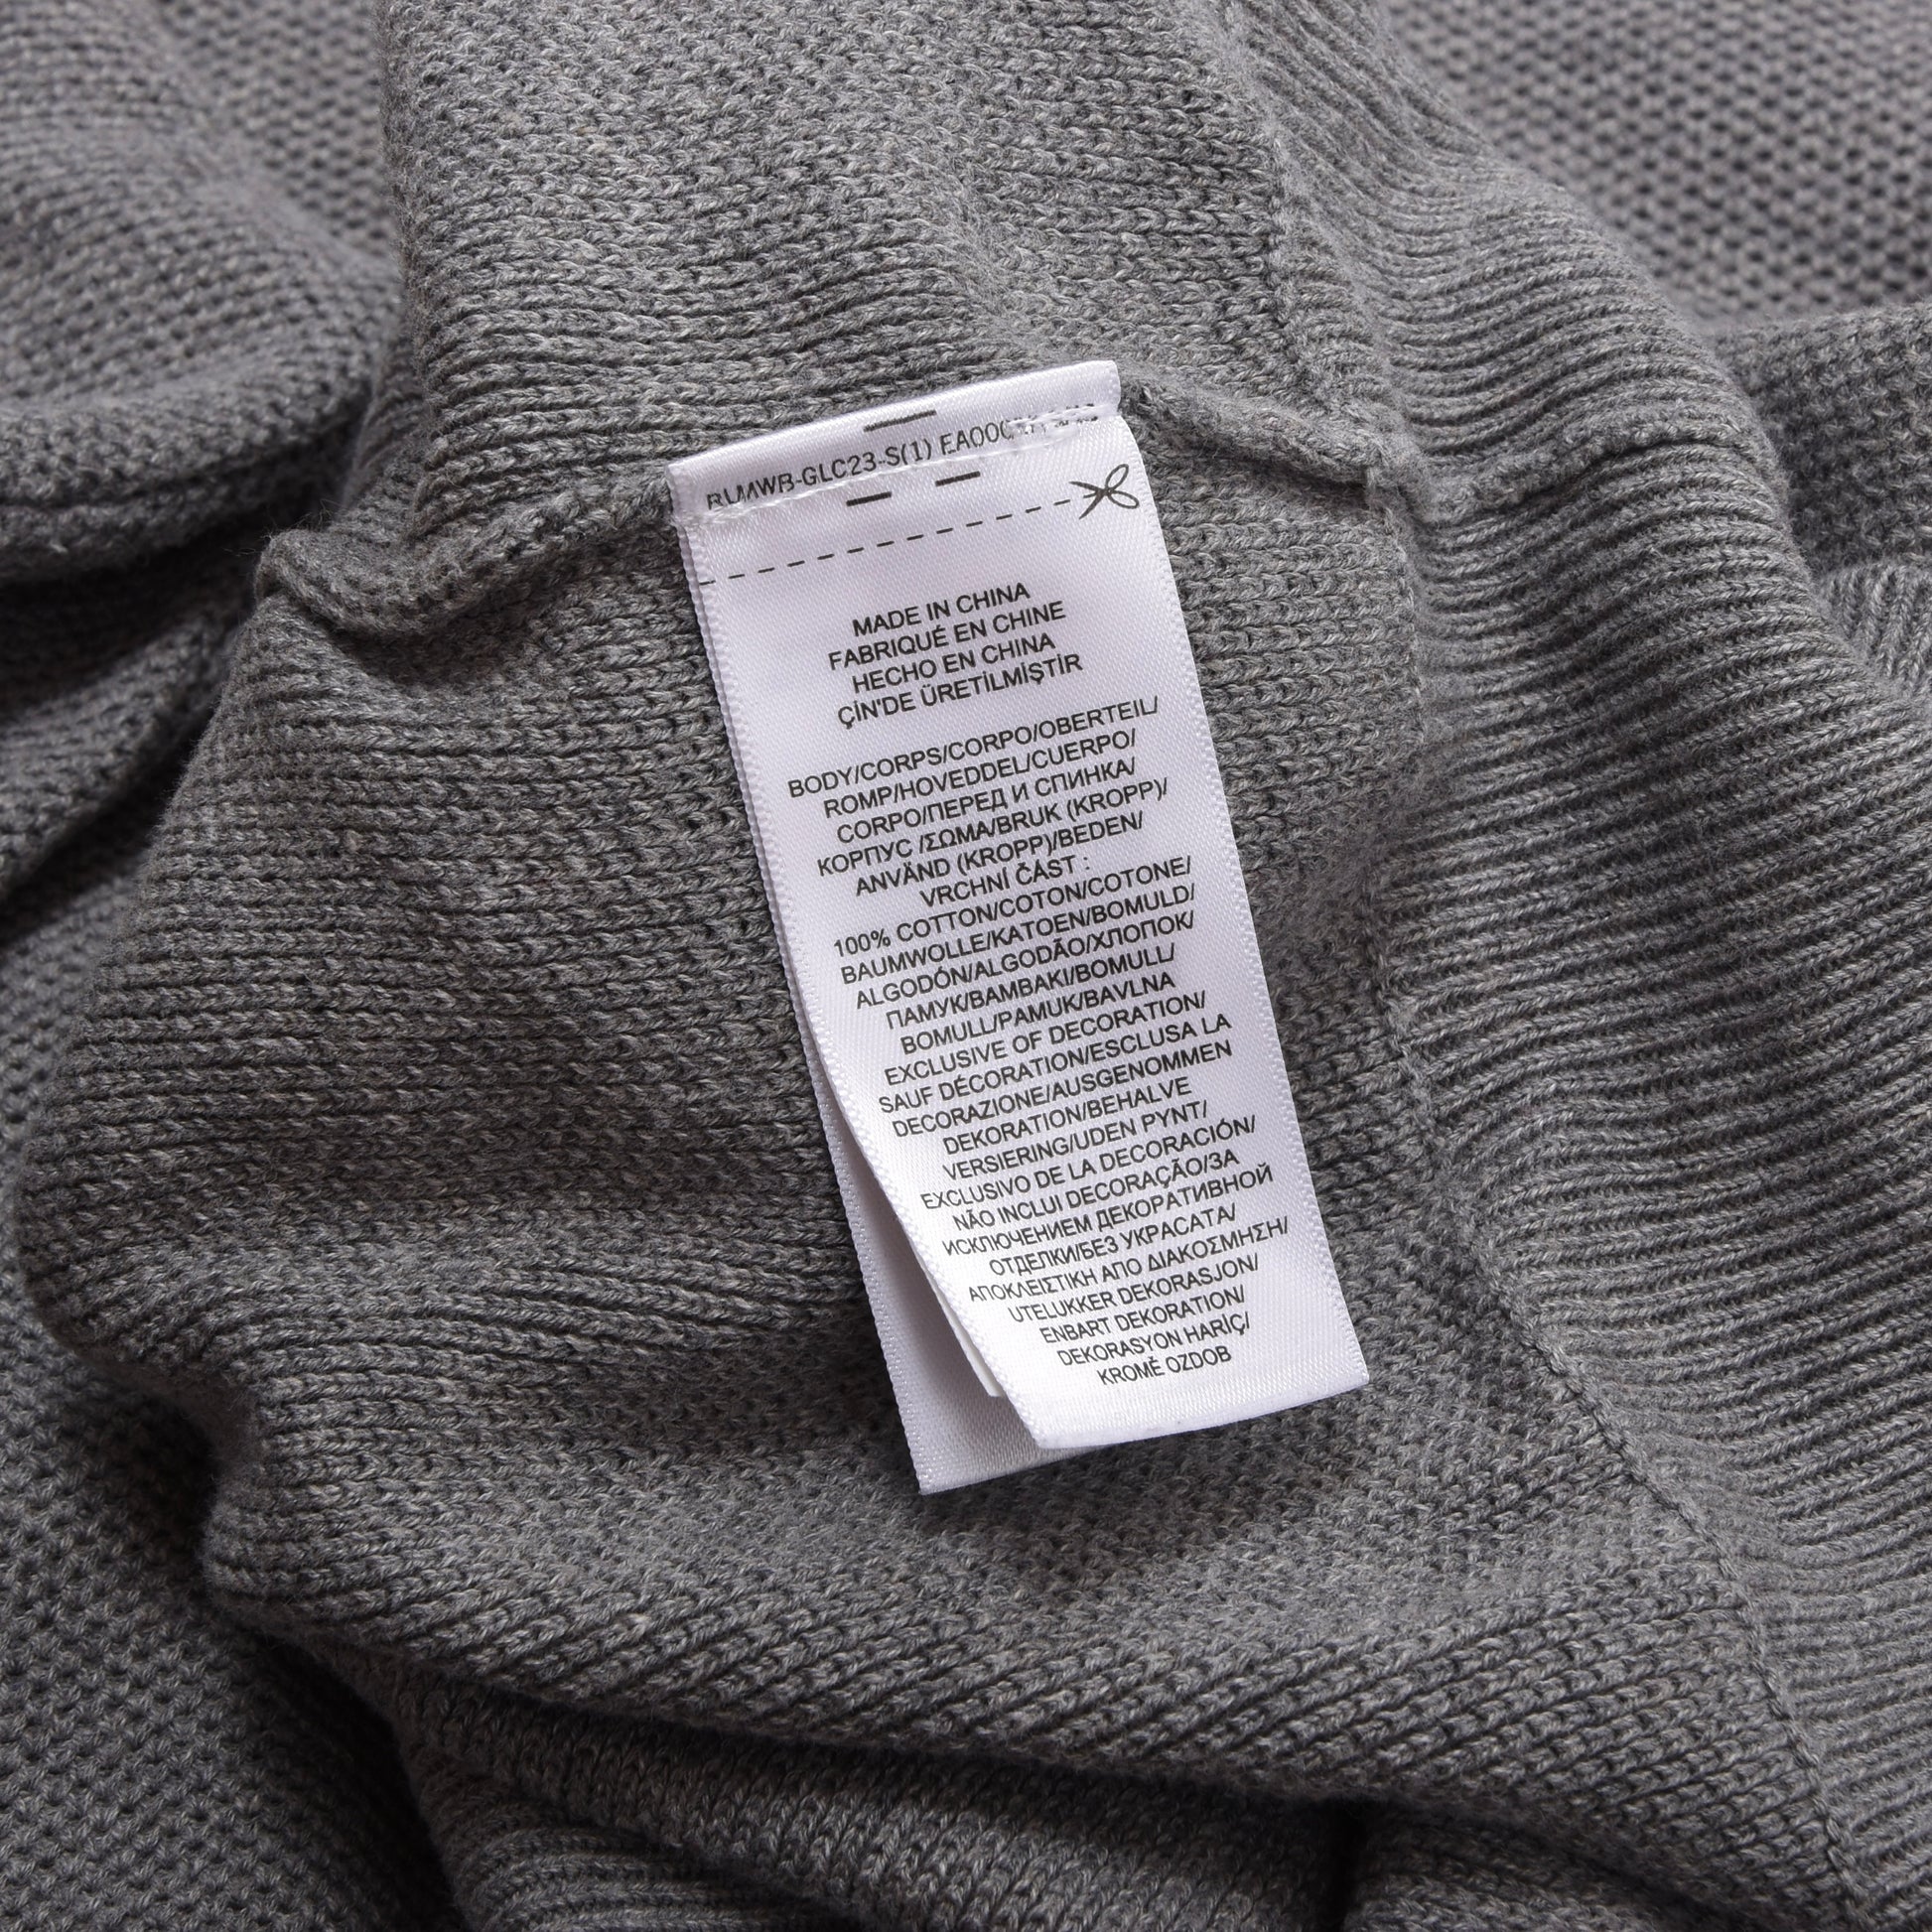 RLMWB-GLC23-S(1)
MADE IN CHINA
FABRIQUÉ EN CHINE
HECHO EN CHINA
ÇİN'DE ÜRETİLMİŞTİR
BODY/CORPS/CORPO/OBERTEIL/
ROMP/HOVEDDEL/CUERPO/
CORPO/ПЕРЕД И СПИНКА/
КОРПУС /ΣΩΜΑ/BRUK (KROPP)/
ANVÄND (KROPP)/BEDEN/
VRCHNÍ ČÁST :
100% COTTON/COTON/COTONE/
BAUMWOLLE/KATOEN/BOMULD/
ALGODÓN/ALGODÃO/ХЛОПОК/
ПАМУК/BAMBAKI/BOMULL/
BOMULL/PAMUK/BAVLNA
EXCLUSIVE OF DECORATION/
SAUF DÉCORATION/ESCLUSA LA
DECORAZIONE/AUSGENOMMEN
DEKORATION/BEHALVE
VERSIERING/UDEN PYNT/
EXCLUSIVO DE LA DECORACIÓN/
NÃO INCLUI DECORAÇÃO/ЗА
ИСКЛЮЧЕНИЕМ ДЕКОРАТИВНОЙ
ОТДЕЛКИ/БЕЗ УКРАСАТА/
ΑΠΟΚΛΕΙΣΤΙΚΗ ΑΠΟ ΔΙΑΚΟΣΜΗΣΗ/
UTELUKKER DEKORASJON/
ENBART DEKORATION/
DEKORASYON HARİÇ/
KROMĚ OZDOB